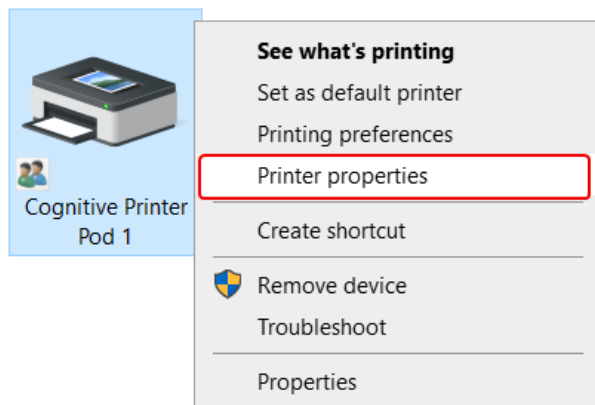 Cognitive Printer
Pod 1
See what's printing
Set as default printer
Printing preferences
Printer properties
Create shortcut
Remove device
Troubleshoot
Properties